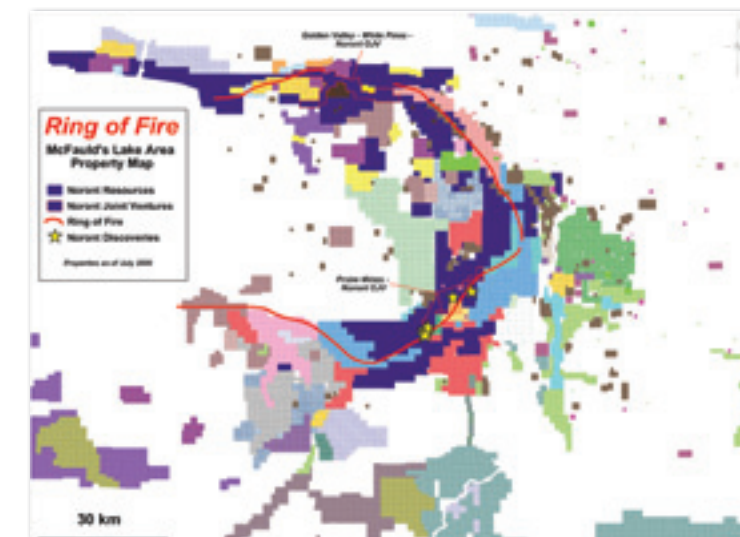 Golden Valley - White Pines -
Noront OJV
Ring of Fire
McFauld's Lake Area
Property Map
Noront Resources
Noront Joint Ventures
Ring of Fire
Noront Discoveries
Properties as of July 2009
Probe Mines -
Noront OJV
30 km